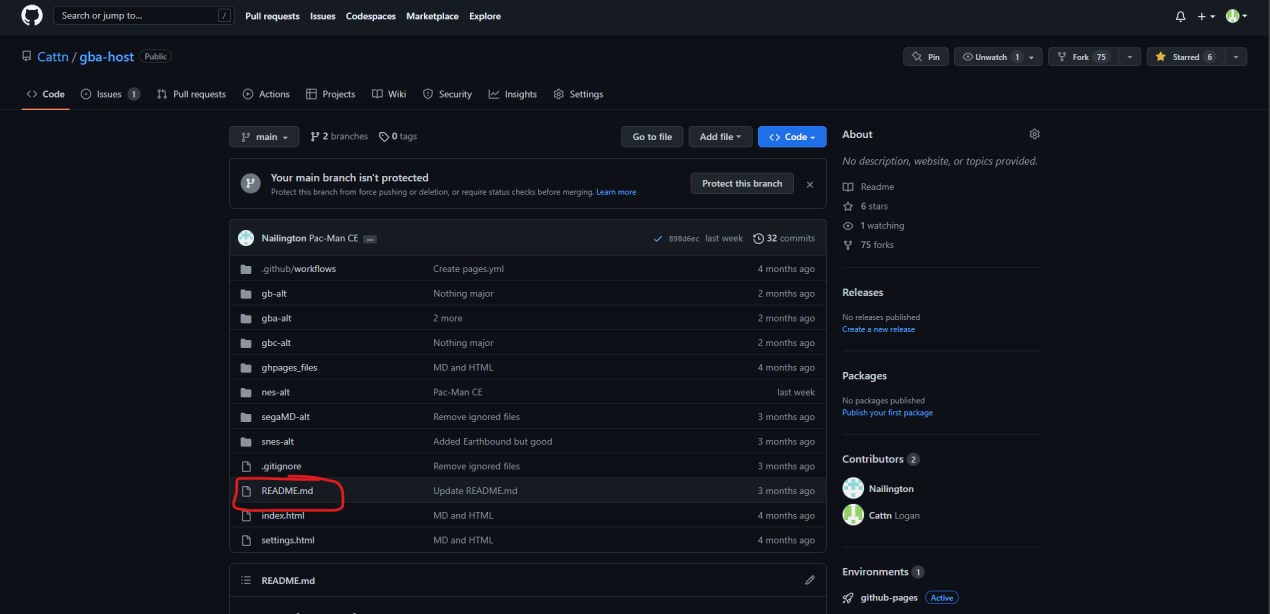 Search or jump to... /
Pull requests Issues Codespaces Marketplace Explore
Cattn / gba-host Public
Pin Unwatch 1 Fork 75 Starred 6
Code Issues 1 Pull requests Actions Projects Wiki Security Insights Settings
main 2 branches 0 tags Go to file Add file Code
Your main branch isn't protected
Protect this branch from force pushing or deletion, or require status checks before merging. Learn more
Protect this branch
Nailington Pac-Man CE ... 898d6ec last week 32 commits
.github/workflows Create pages.yml 4 months ago
gb-alt Nothing major 2 months ago
gba-alt 2 more 2 months ago
gbc-alt Nothing major 2 months ago
ghpages_files MD and HTML 4 months ago
nes-alt Pac-Man CE last week
segaMD-alt Remove ignored files 3 months ago
snes-alt Added Earthbound but good 3 months ago
.gitignore Remove ignored files 3 months ago
README.md Update README.md 3 months ago
index.html MD and HTML 4 months ago
settings.html MD and HTML 4 months ago
README.md
About
No description, website, or topics provided.
Readme
6 stars
1 watching
75 forks
Releases
No releases published
Create a new release
Packages
No packages published
Publish your first package
Contributors 2
Nailington
Cattn Logan
Environments 1
github-pages Active